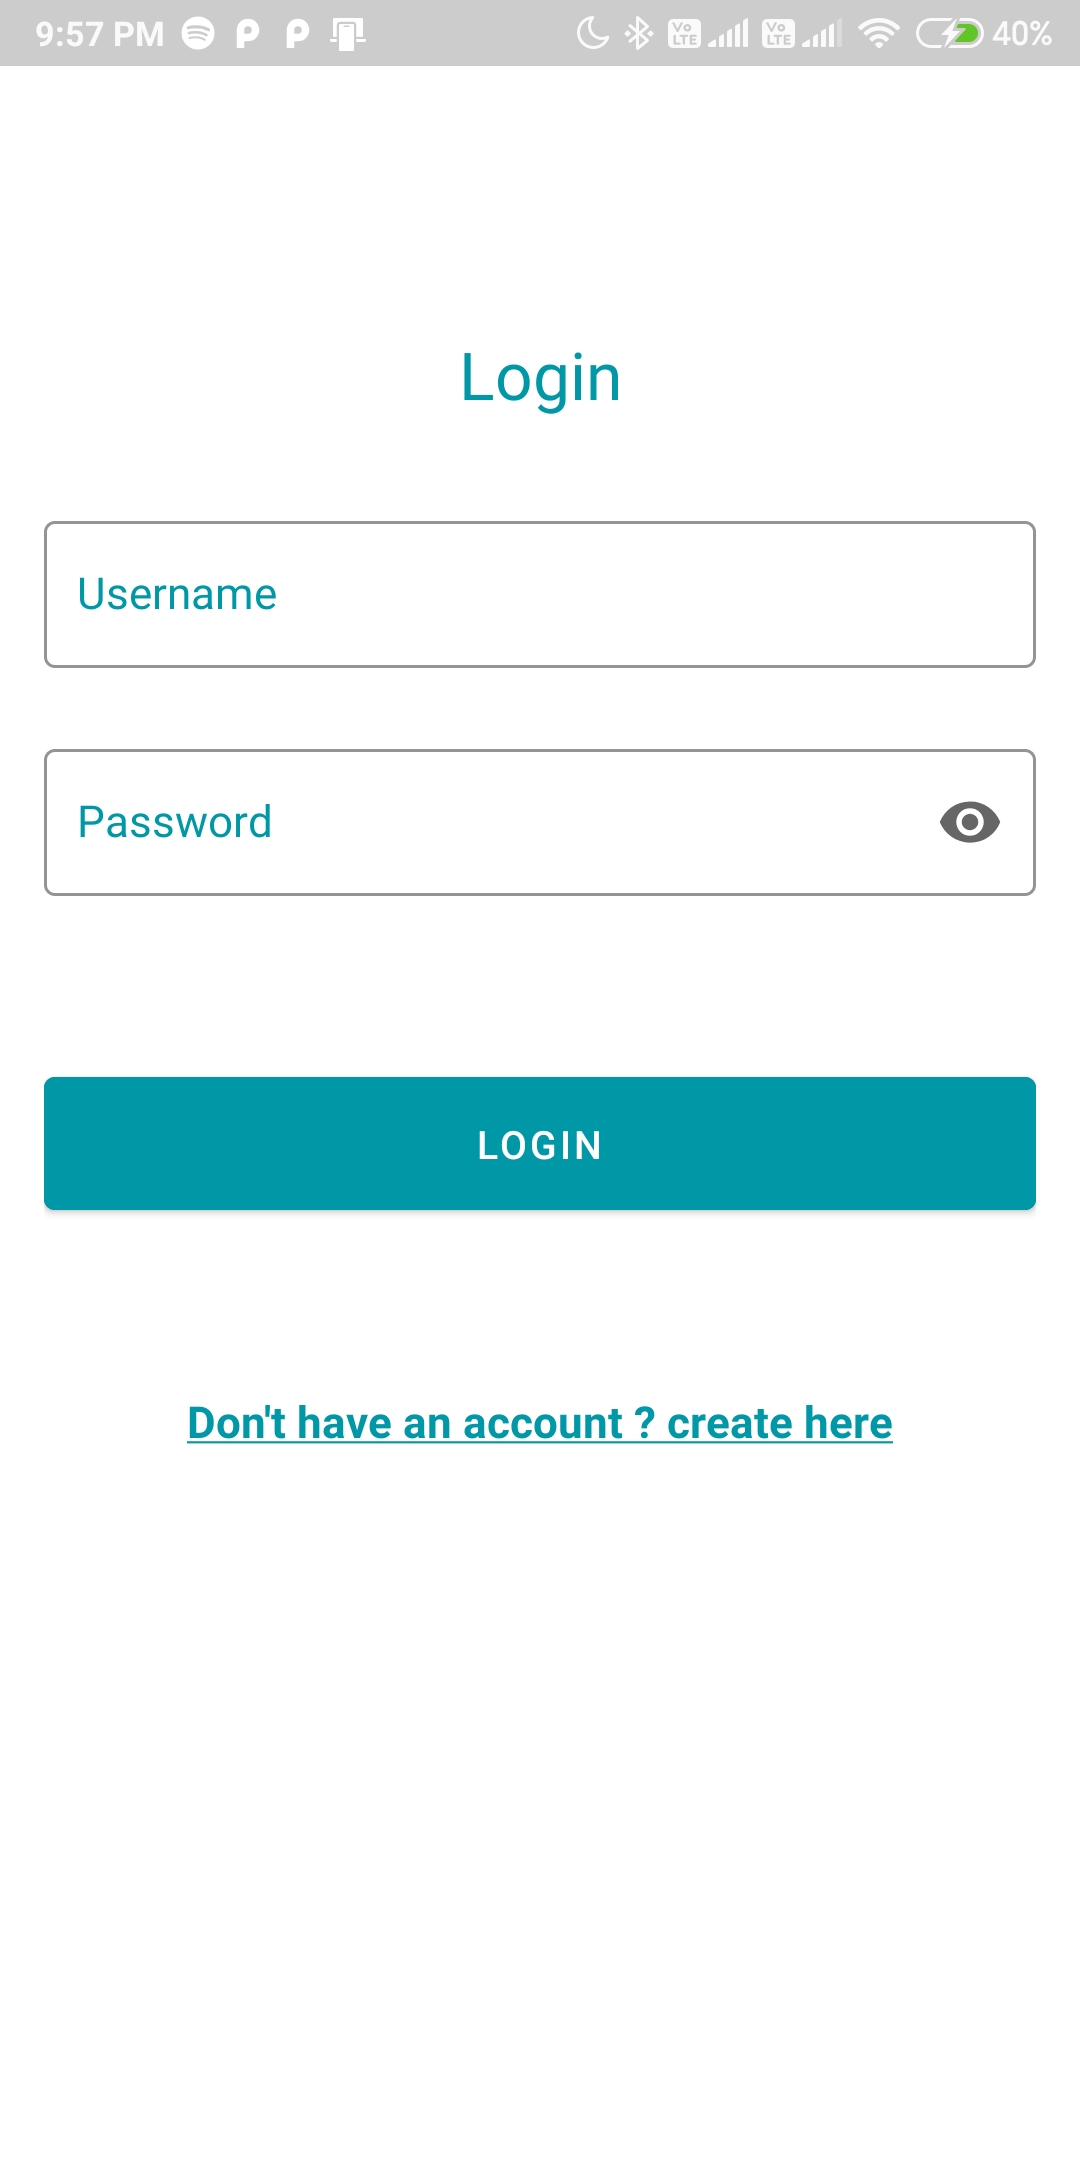 9:57 PM Vo LTE Vo LTE 40%
Login
Username
Password
LOGIN
Don't have an account ? create here